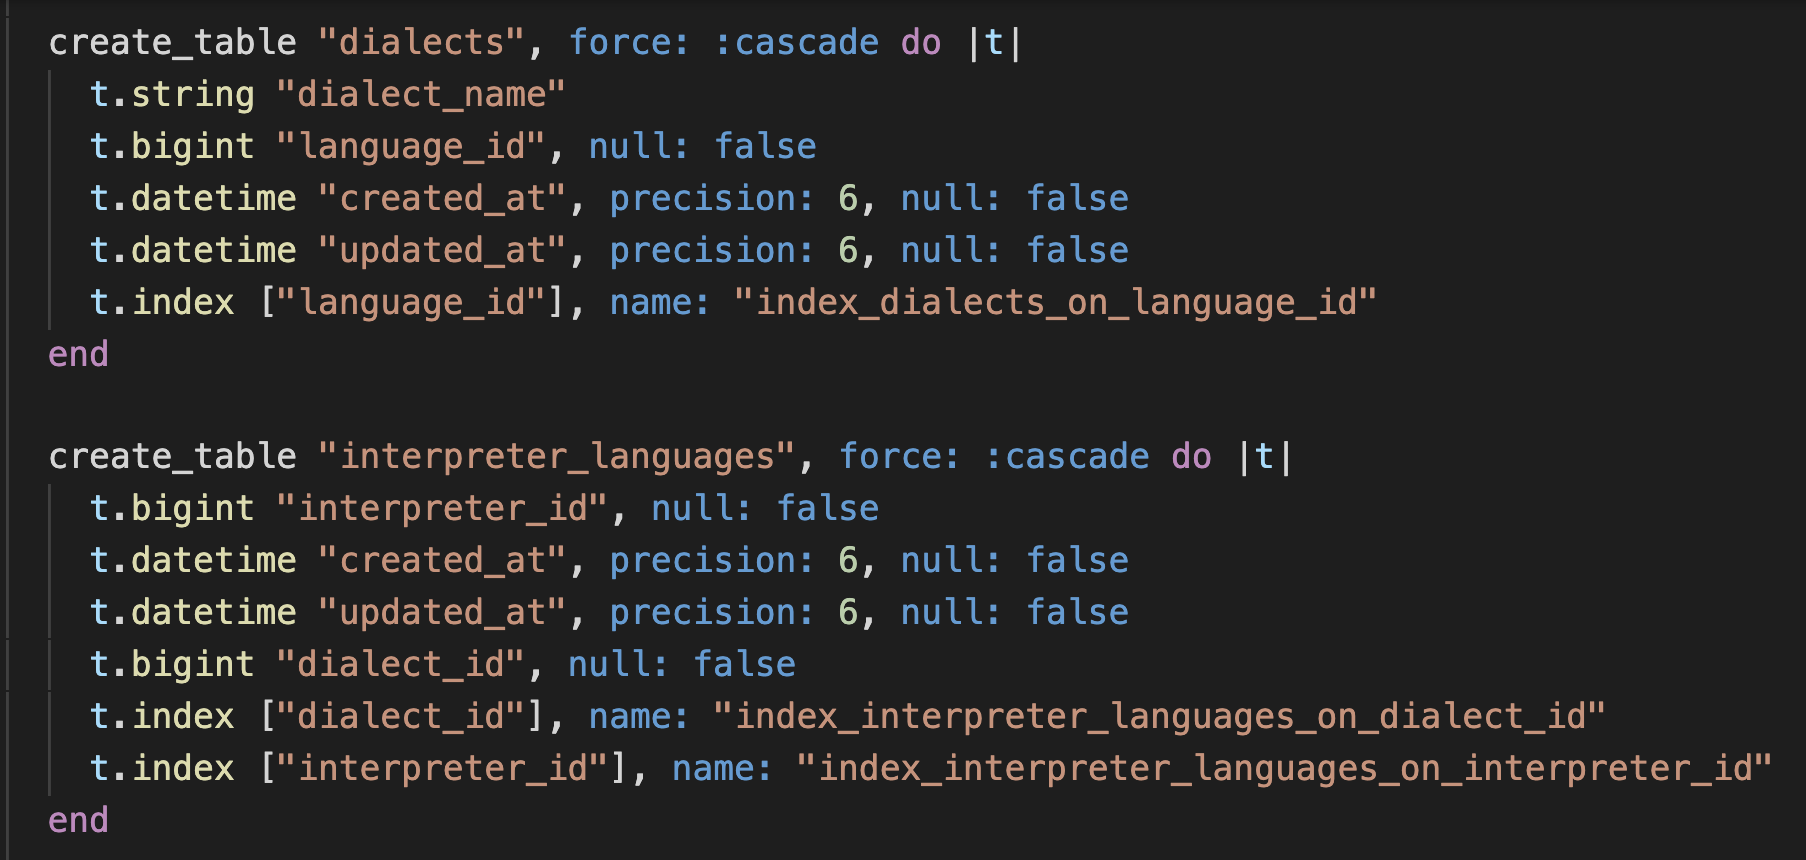 create_table "dialects", force: :cascade do |t|
  t.string "dialect_name"
  t.bigint "language_id", null: false
  t.datetime "created_at", precision: 6, null: false
  t.datetime "updated_at", precision: 6, null: false
  t.index ["language_id"], name: "index_dialects_on_language_id"
end

create_table "interpreter_languages", force: :cascade do |t|
  t.bigint "interpreter_id", null: false
  t.datetime "created_at", precision: 6, null: false
  t.datetime "updated_at", precision: 6, null: false
  t.bigint "dialect_id", null: false
  t.index ["dialect_id"], name: "index_interpreter_languages_on_dialect_id"
  t.index ["interpreter_id"], name: "index_interpreter_languages_on_interpreter_id"
end